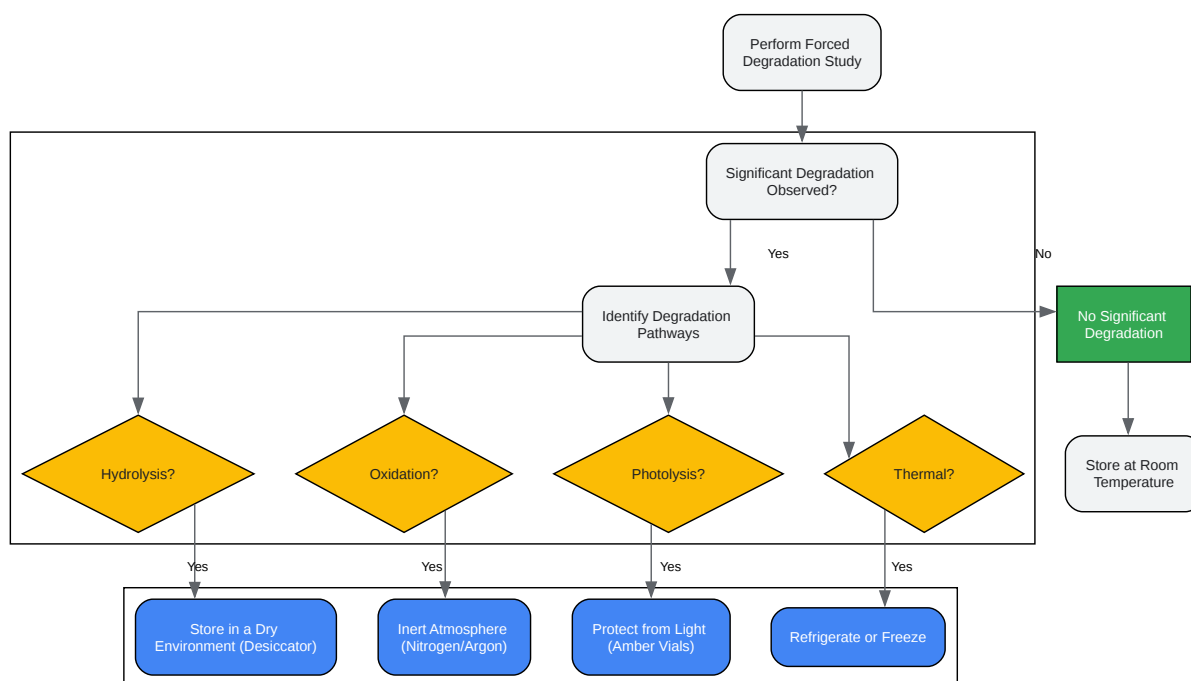 Perform Forced
Degradation Study
Significant Degradation
Observed?
Yes
No
Identify Degradation
Pathways
No Significant
Degradation
Hydrolysis?
Oxidation?
Photolysis?
Thermal?
Store at Room
Temperature
Yes
Yes
Yes
Yes
Store in a Dry
Environment (Desiccator)
Inert Atmosphere
(Nitrogen/Argon)
Protect from Light
(Amber Vials)
Refrigerate or Freeze